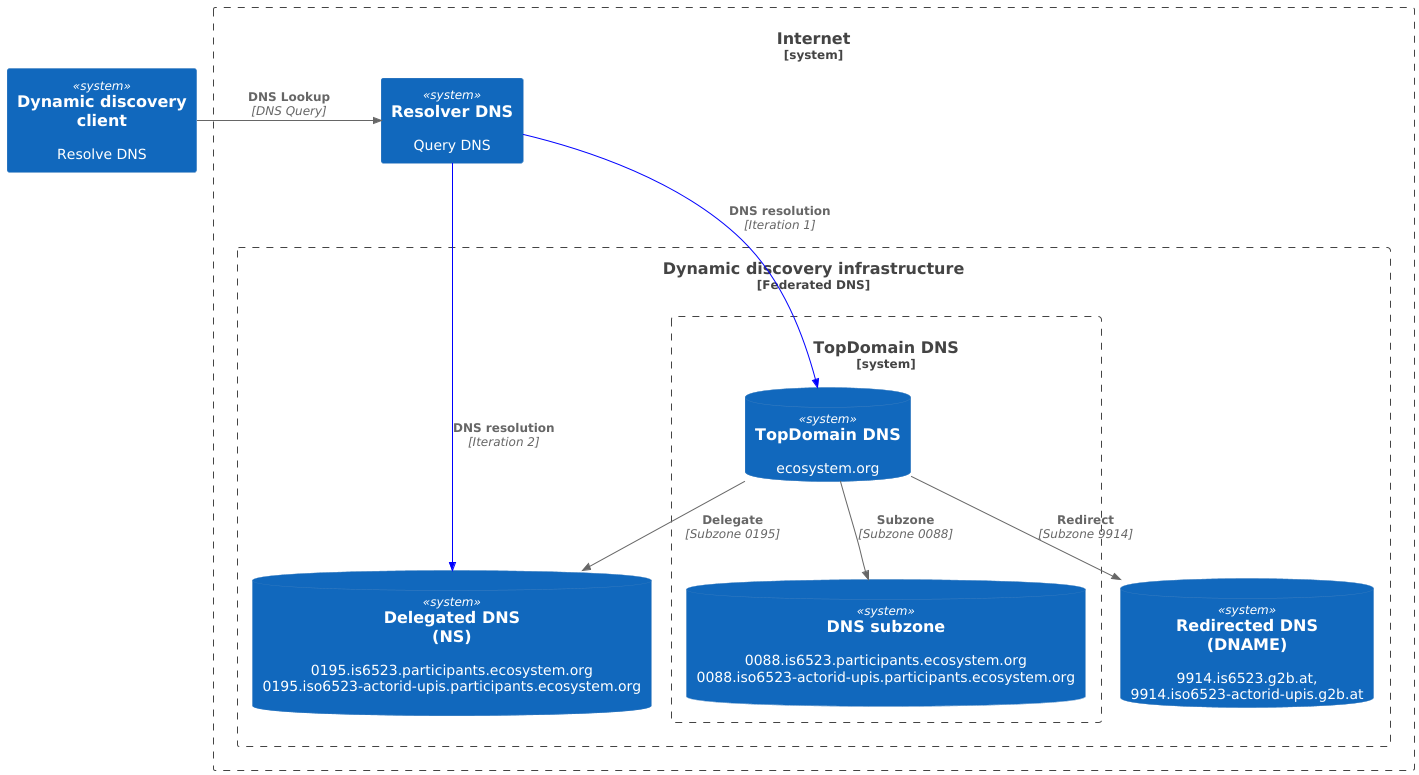 Internet
[system]
«system»
Dynamic discovery
client
Resolve DNS
DNS Lookup
[DNS Query]
«system»
Resolver DNS
Query DNS
DNS resolution
[Iteration 1]
Dynamic discovery infrastructure
[Federated DNS]
TopDomain DNS
[system]
«system»
TopDomain DNS
ecosystem.org
DNS resolution
[Iteration 2]
Delegate
[Subzone 0195]
Subzone
[Subzone 0088]
Redirect
[Subzone 9914]
«system»
Delegated DNS
(NS)
0195.is6523.participants.ecosystem.org
0195.iso6523-actorid-upis.participants.ecosystem.org
«system»
DNS subzone
0088.is6523.participants.ecosystem.org
0088.iso6523-actorid-upis.participants.ecosystem.org
«system»
Redirected DNS
(DNAME)
9914.is6523.g2b.at,
9914.iso6523-actorid-upis.g2b.at